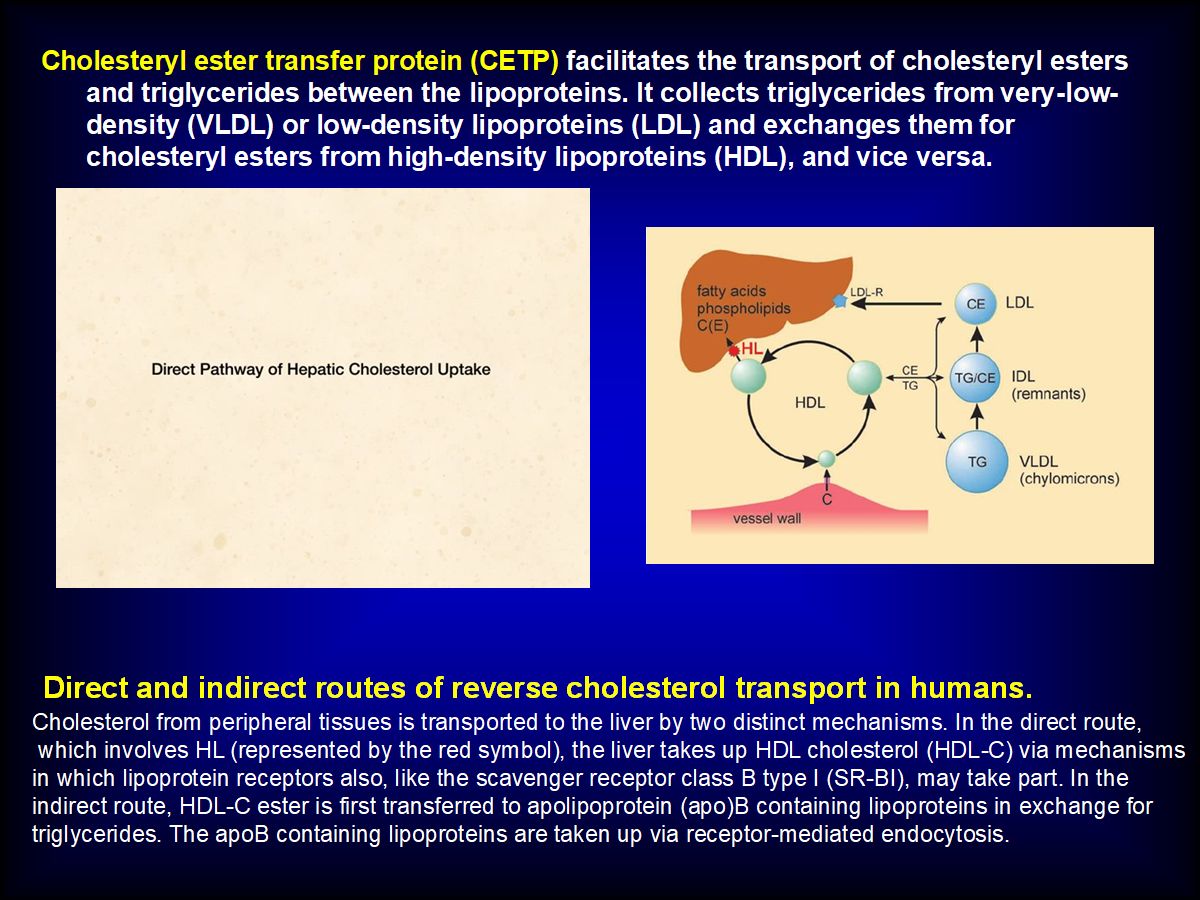 Cholesteryl ester transfer protein (CETP) facilitates the transport of cholesteryl esters
and triglycerides between the lipoproteins. It collects triglycerides from very-low-
density (VLDL) or low-density lipoproteins (LDL) and exchanges them for
cholesteryl esters from high-density lipoproteins (HDL), and vice versa.
Direct Pathway of Hepatic Cholesterol Uptake
fatty acids
phospholipids
C(E)
HL
LDL-R
CE
LDL
CE
TG
TG/CE
IDL
(remnants)
HDL
TG
VLDL
(chylomicrons)
C
vessel wall
Direct and indirect routes of reverse cholesterol transport in humans.
Cholesterol from peripheral tissues is transported to the liver by two distinct mechanisms. In the direct route,
which involves HL (represented by the red symbol), the liver takes up HDL cholesterol (HDL-C) via mechanisms
in which lipoprotein receptors also, like the scavenger receptor class B type I (SR-BI), may take part. In the
indirect route, HDL-C ester is first transferred to apolipoprotein (apo)B containing lipoproteins in exchange for
triglycerides. The apoB containing lipoproteins are taken up via receptor-mediated endocytosis.